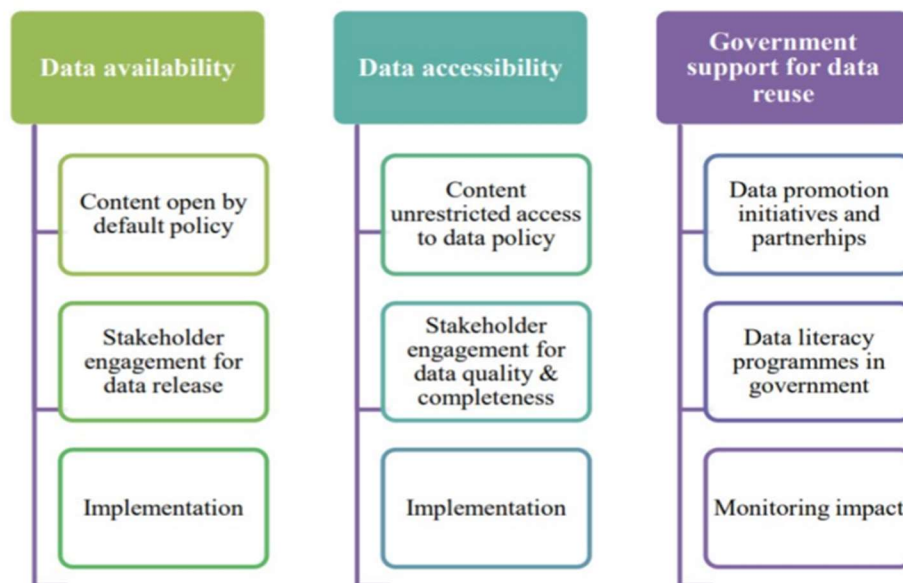 Data availability
Content open by
default policy
Stakeholder
engagement for
data release
Implementation
Data accessibility
Content
unrestricted access
to data policy
Stakeholder
engagement for
data quality &
completeness
Implementation
Government
support for data
reuse
Data promotion
initiatives and
partnerhips
Data literacy
programmes in
government
Monitoring impact